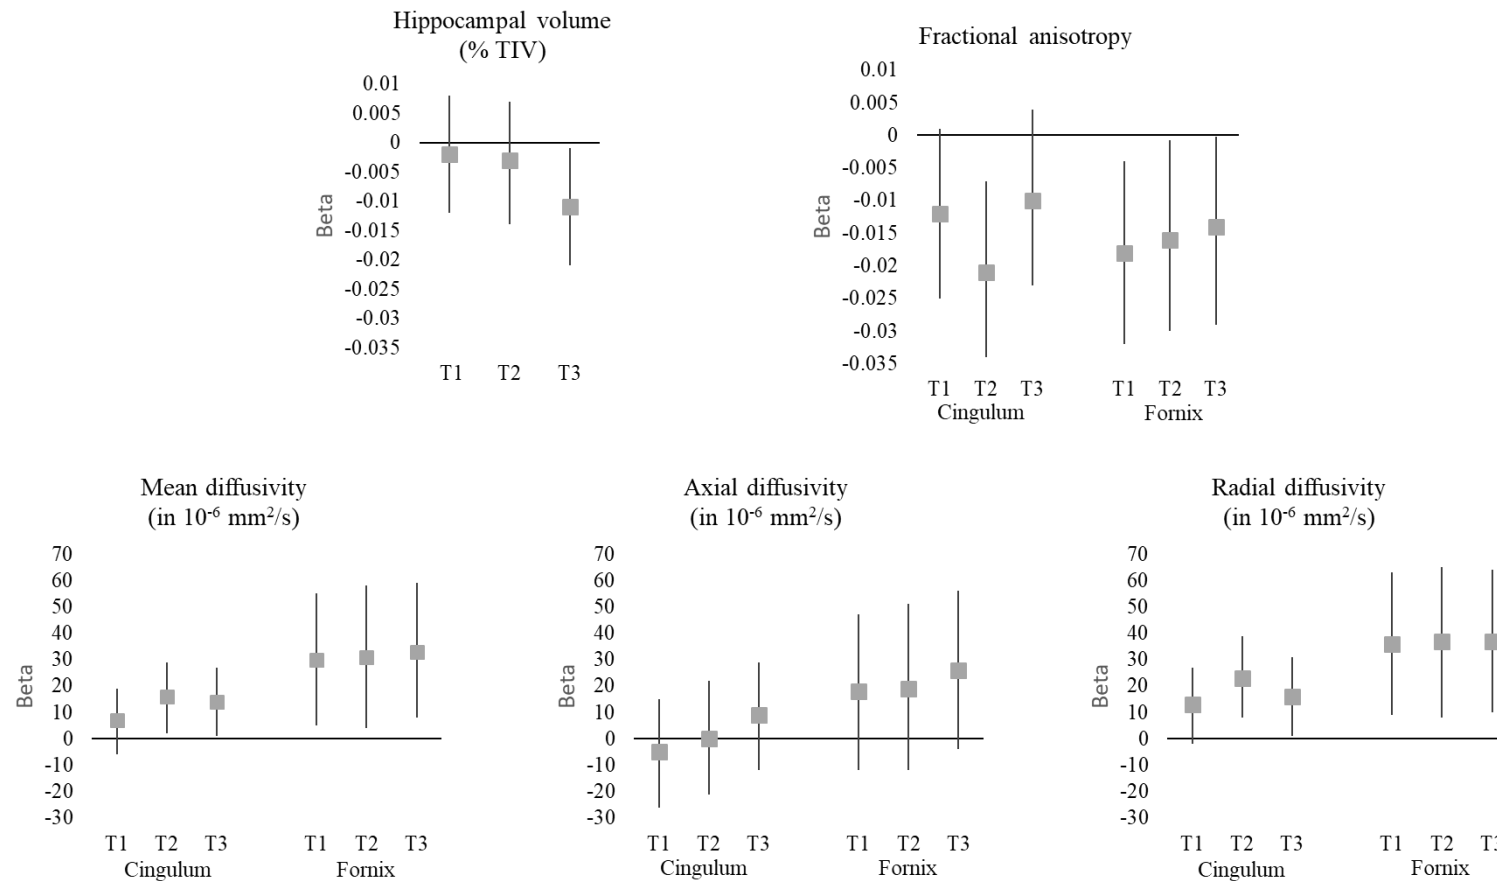 Hippocampal volume
(% TIV)
0.01
0.005
0
-0.005
-0.01
-0.015
-0.02
-0.025
-0.03
-0.035
Beta
T1 T2 T3
Fractional anisotropy
0.01
0.005
0
-0.005
-0.01
-0.015
-0.02
-0.025
-0.03
-0.035
Beta
T1 T2 T3 T1 T2 T3
Cingulum Fornix
Mean diffusivity
(in 10⁻⁶ mm²/s)
70
60
50
40
30
20
10
0
-10
-20
-30
Beta
T1 T2 T3 T1 T2 T3
Cingulum Fornix
Axial diffusivity
(in 10⁻⁶ mm²/s)
70
60
50
40
30
20
10
0
-10
-20
-30
Beta
T1 T2 T3 T1 T2 T3
Cingulum Fornix
Radial diffusivity
(in 10⁻⁶ mm²/s)
70
60
50
40
30
20
10
0
-10
-20
-30
Beta
T1 T2 T3 T1 T2 T3
Cingulum Fornix